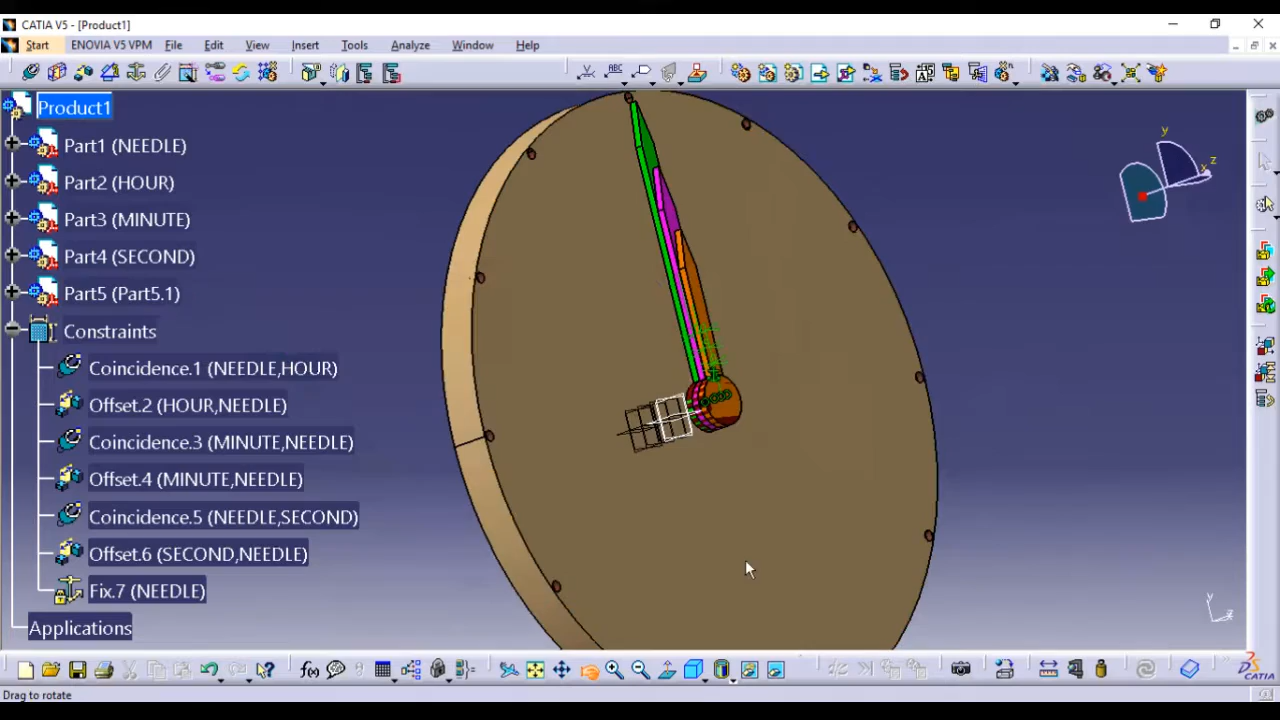 CATIA V5 - [Product1]
Start ENOVIA V5 VPM File Edit View Insert Tools Analyze Window Help
Product1
Part1 (NEEDLE)
Part2 (HOUR)
Part3 (MINUTE)
Part4 (SECOND)
Part5 (Part5.1)
Constraints
Coincidence.1 (NEEDLE,HOUR)
Offset.2 (HOUR,NEEDLE)
Coincidence.3 (MINUTE,NEEDLE)
Offset.4 (MINUTE,NEEDLE)
Coincidence.5 (NEEDLE,SECOND)
Offset.6 (SECOND,NEEDLE)
Fix.7 (NEEDLE)
Applications
y
z
x
y
z
ABC
f(x)
CATIA
Drag to rotate